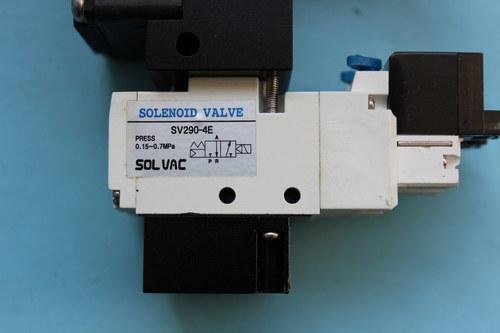 SOLENOID VALVE
SV290-4E
PRESS
0.15~0.7MPa
P R
SOLVAC